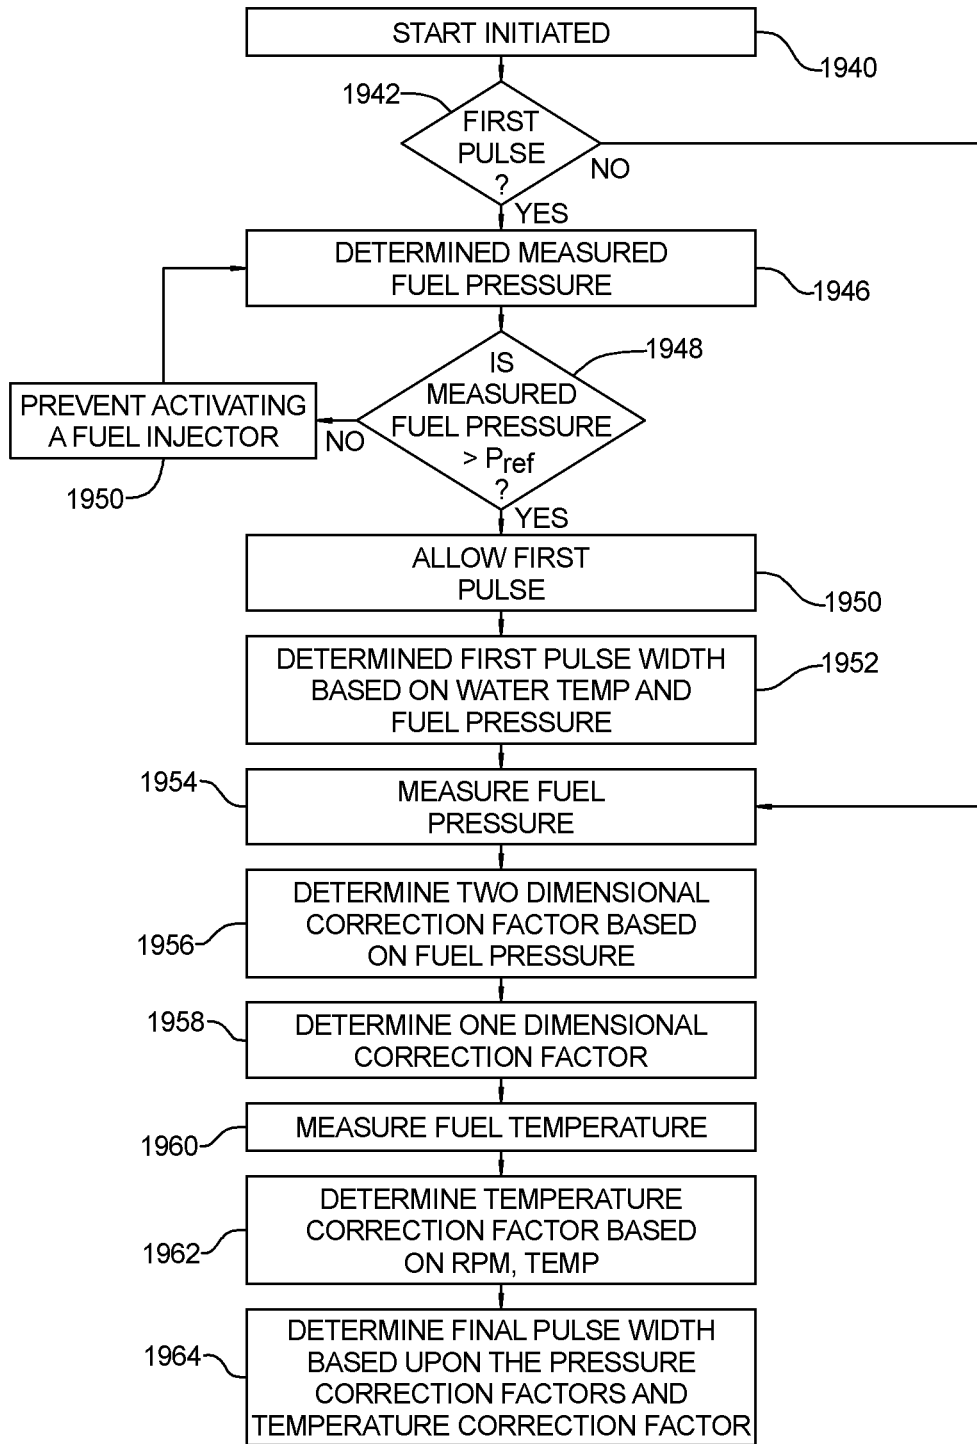 START INITIATED
1940
1942
FIRST
PULSE
?
NO
YES
DETERMINED MEASURED
FUEL PRESSURE
1946
IS
MEASURED
FUEL PRESSURE
> Pref
?
1948
PREVENT ACTIVATING
A FUEL INJECTOR
NO
1950
YES
ALLOW FIRST
PULSE
1950
DETERMINED FIRST PULSE WIDTH
BASED ON WATER TEMP AND
FUEL PRESSURE
1952
1954
MEASURE FUEL
PRESSURE
DETERMINE TWO DIMENSIONAL
CORRECTION FACTOR BASED
ON FUEL PRESSURE
1956
1958
DETERMINE ONE DIMENSIONAL
CORRECTION FACTOR
MEASURE FUEL TEMPERATURE
1960
DETERMINE TEMPERATURE
CORRECTION FACTOR BASED
ON RPM, TEMP
1962
DETERMINE FINAL PULSE WIDTH
BASED UPON THE PRESSURE
CORRECTION FACTORS AND
TEMPERATURE CORRECTION FACTOR
1964